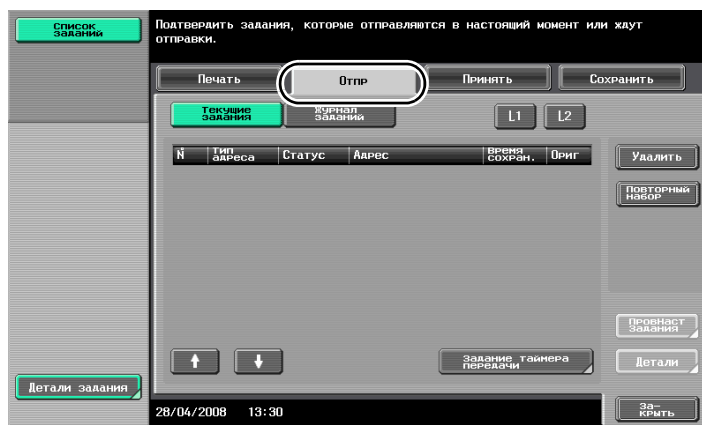 Список
заданий
Подтвердить задания, которые отправляются в настоящий момент или ждут
отправки.
Печать
Отпр
Принять
Сохранить
Текущие
задания
Журнал
заданий
L1
L2
N Тип адреса Статус Адрес Время сохран. Ориг
Удалить
Повторный
набор
ПровНаст
Задания
Задание таймера
передачи
Детали
Детали задания
28/04/2008 13:30
За-
крыть